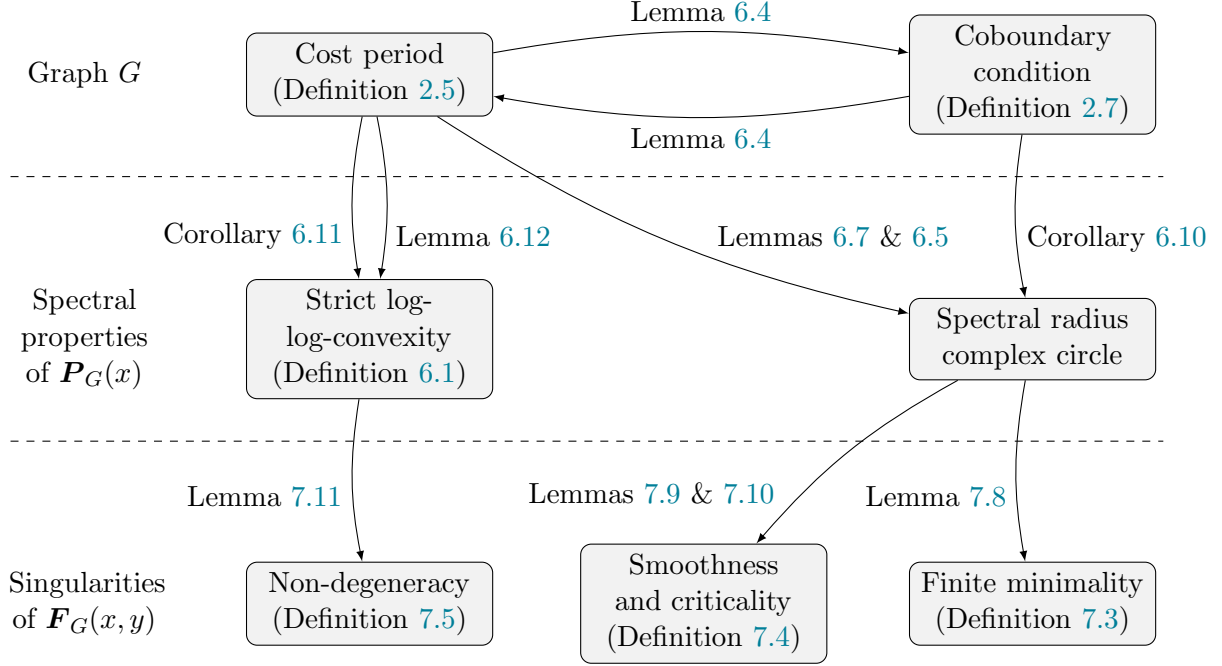 Lemma 6.4
Graph G
Cost period
(Definition 2.5)
Coboundary
condition
(Definition 2.7)
Lemma 6.4
Corollary 6.11
Lemma 6.12
Lemmas 6.7 & 6.5
Corollary 6.10
Spectral
properties
of P_G(x)
Strict log-
log-convexity
(Definition 6.1)
Spectral radius
complex circle
Lemma 7.11
Lemmas 7.9 & 7.10
Lemma 7.8
Singularities
of F_G(x, y)
Non-degeneracy
(Definition 7.5)
Smoothness
and criticality
(Definition 7.4)
Finite minimality
(Definition 7.3)